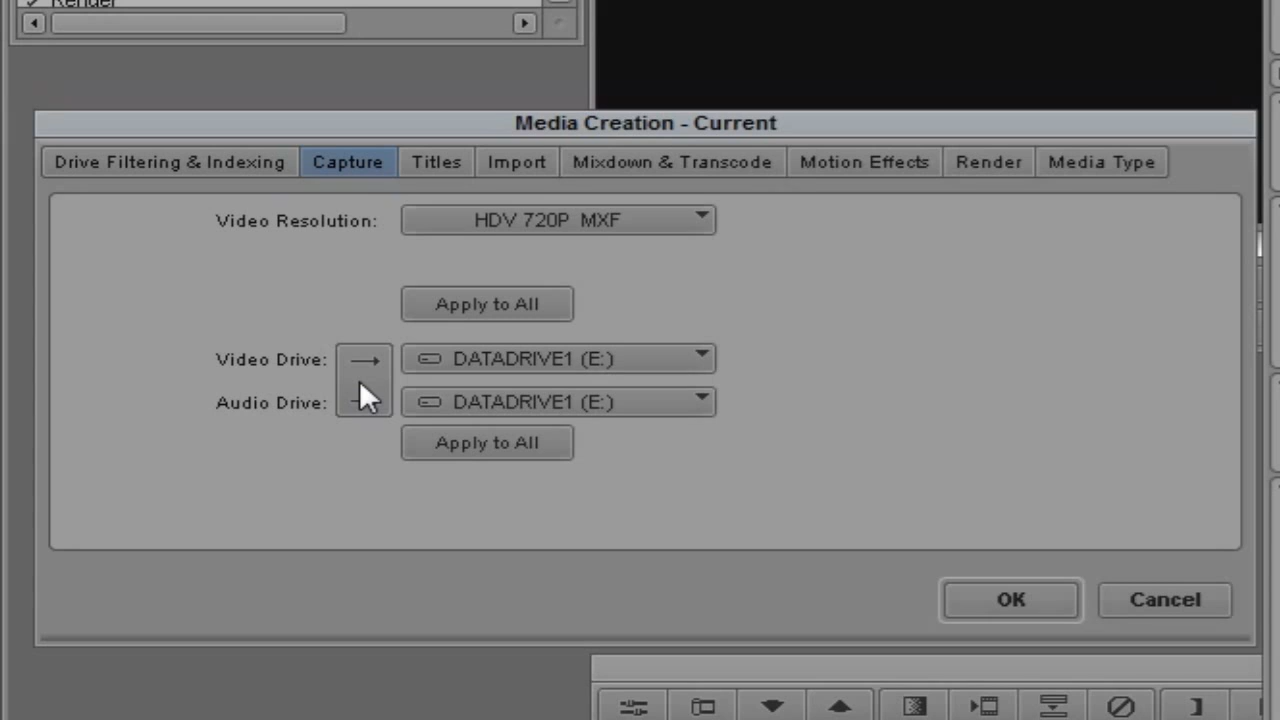 Render
Media Creation - Current
Drive Filtering & Indexing Capture Titles Import Mixdown & Transcode Motion Effects Render Media Type
Video Resolution: HDV 720P MXF
Apply to All
Video Drive: DATADRIVE1 (E:)
Audio Drive: DATADRIVE1 (E:)
Apply to All
OK Cancel